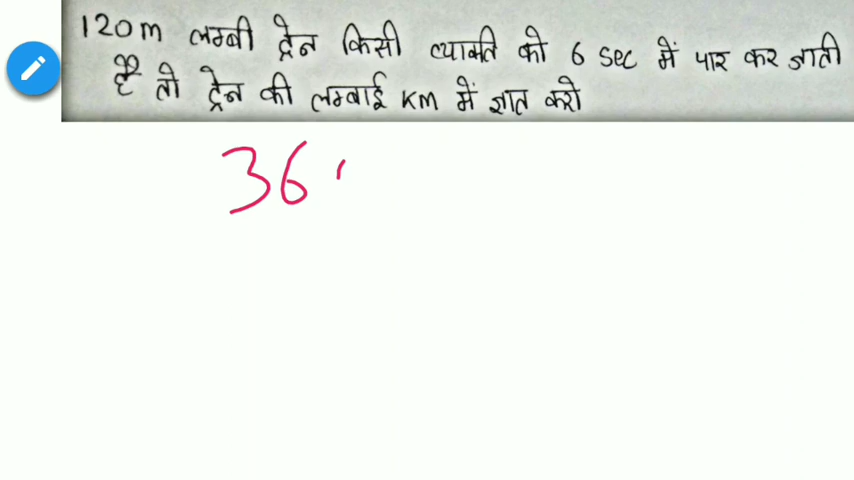 120m लम्बी ट्रेन किसी व्यक्ति को 6 sec में पार कर जाती
है तो ट्रेन की लम्बाई KM में ज्ञात करो
36